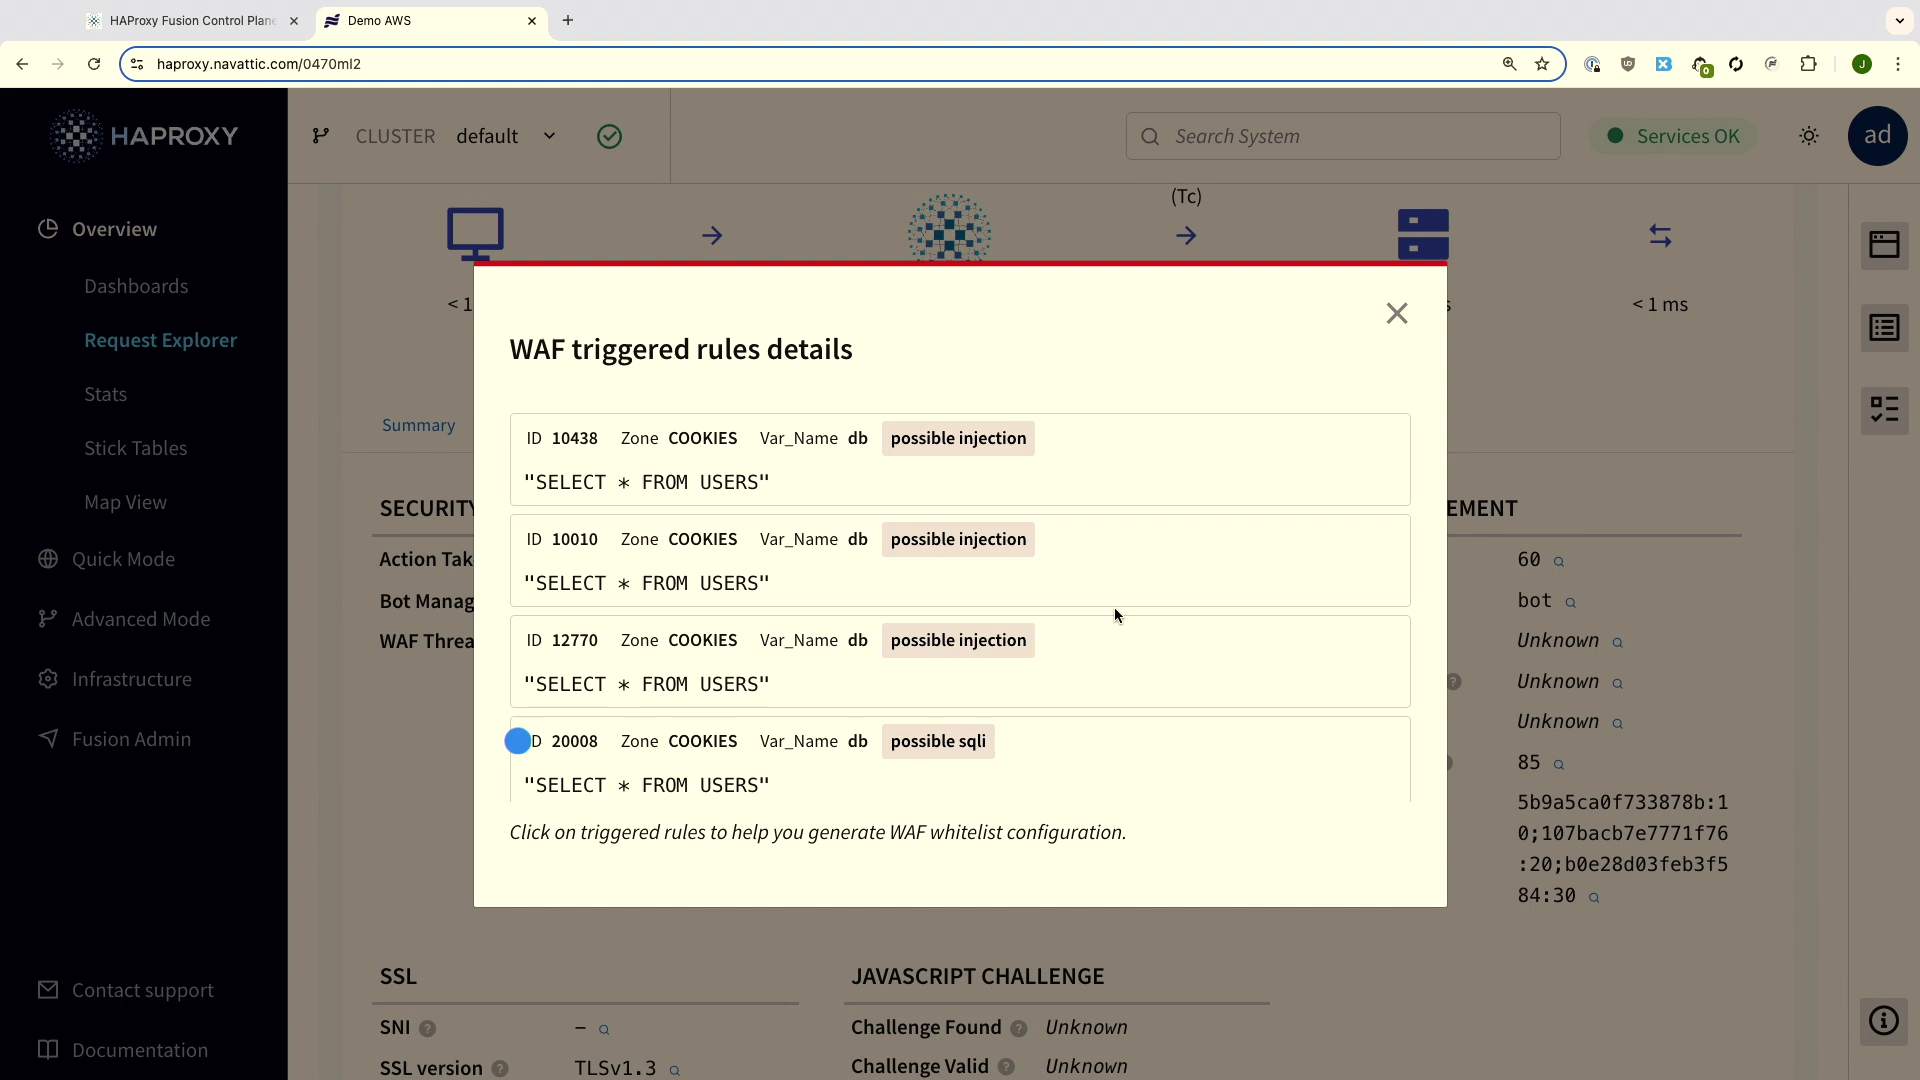 HAProxy Fusion Control Plane
Demo AWS
haproxy.navattic.com/0470ml2
0
J
HAPROXY
CLUSTER default
Search System
Services OK
ad
Overview
Dashboards
Request Explorer
Stats
Stick Tables
Map View
Quick Mode
Advanced Mode
Infrastructure
Fusion Admin
Contact support
Documentation
(Tc)
< 1
< 1 ms
Summary
WAF triggered rules details
ID 10438 Zone COOKIES Var_Name db possible injection
"SELECT * FROM USERS"
ID 10010 Zone COOKIES Var_Name db possible injection
"SELECT * FROM USERS"
ID 12770 Zone COOKIES Var_Name db possible injection
"SELECT * FROM USERS"
D 20008 Zone COOKIES Var_Name db possible sqli
"SELECT * FROM USERS"
Click on triggered rules to help you generate WAF whitelist configuration.
SECURITY
Action Tak
Bot Manag
WAF Threa
EMENT
60
bot
Unknown
Unknown
Unknown
85
5b9a5ca0f733878b:1
0;107bacb7e7771f76
:20;b0e28d03feb3f5
84:30
SSL
SNI –
SSL version TLSv1.3
JAVASCRIPT CHALLENGE
Challenge Found Unknown
Challenge Valid Unknown